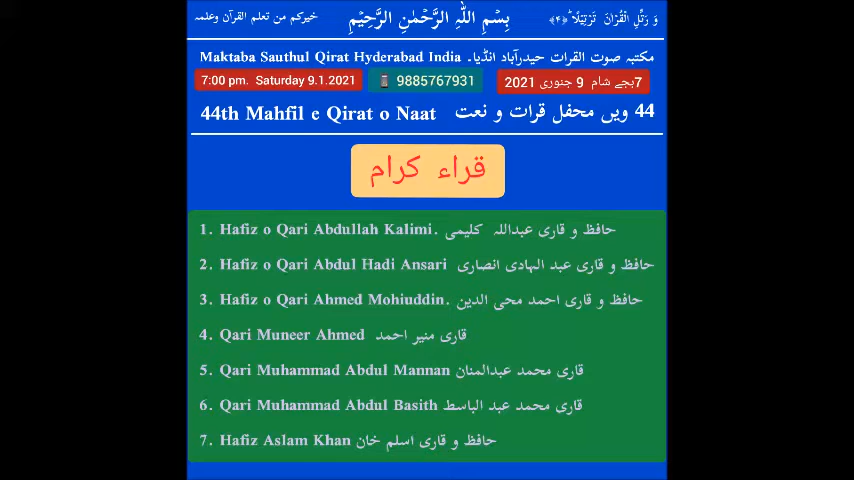 خیرکم من تعلم القرآن وعلمہ بِسْمِ اللّٰہِ الرَّحْمٰنِ الرَّحِیْمِ وَ رَتِّلِ الْقُرْاٰنَ تَرْتِیْلًا ؕ﴿۴﴾
Maktaba Sauthul Qirat Hyderabad India مکتبہ صوت القرات حیدرآباد انڈیا۔
7:00 pm. Saturday 9.1.2021 9885767931 7بجے شام 9 جنوری 2021
44th Mahfil e Qirat o Naat 44 ویں محفل قرات و نعت
قراء کرام
1. Hafiz o Qari Abdullah Kalimi. حافظ و قاری عبداللہ کلیمی
2. Hafiz o Qari Abdul Hadi Ansari حافظ و قاری عبد الہادی انصاری
3. Hafiz o Qari Ahmed Mohiuddin. حافظ و قاری احمد محی الدین
4. Qari Muneer Ahmed قاری منیر احمد
5. Qari Muhammad Abdul Mannan قاری محمد عبدالمنان
6. Qari Muhammad Abdul Basith قاری محمد عبد الباسط
7. Hafiz Aslam Khan حافظ و قاری اسلم خان